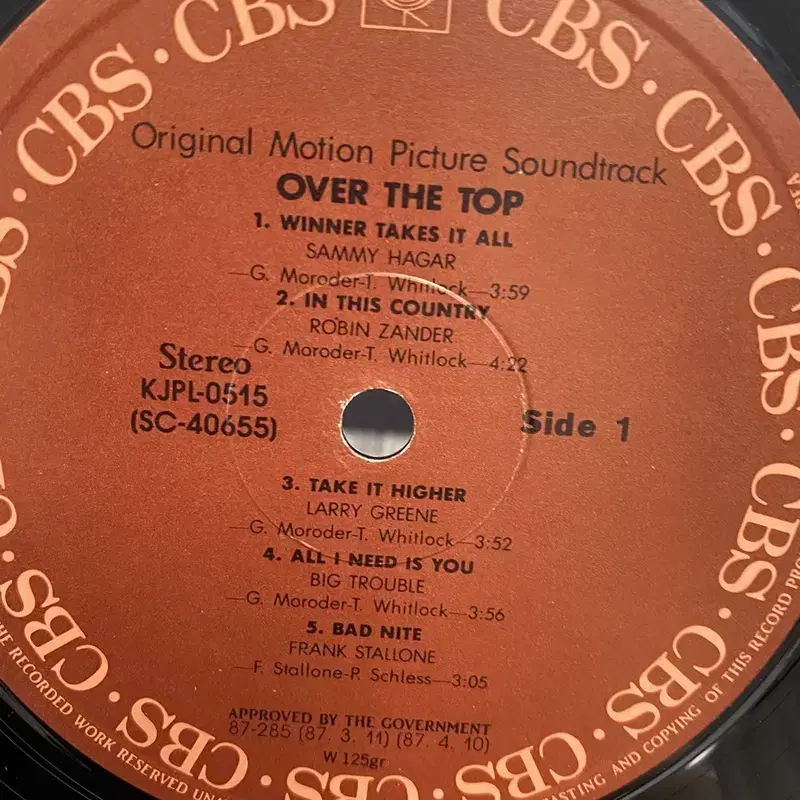 Original Motion Picture Soundtrack
OVER THE TOP
1. WINNER TAKES IT ALL
SAMMY HAGAR
—G. Moroder-T. Whitlock—3:59
2. IN THIS COUNTRY
ROBIN ZANDER
—G. Moroder-T. Whitlock—4:22
Stereo
KJPL-0515
(SC-40655)
Side 1
3. TAKE IT HIGHER
LARRY GREENE
—G. Moroder-T. Whitlock—3:52
4. ALL I NEED IS YOU
BIG TROUBLE
—G. Moroder-T. Whitlock—3:56
5. BAD NITE
FRANK STALLONE
—F. Stallone-P. Schless—3:05
APPROVED BY THE GOVERNMENT
87-285 (87. 3. 11) (87. 4. 10)
W 125gr
CBS · CBS · CBS · CBS · CBS · CBS · CBS · CBS · CBS · CBS
RECORDED WORK RESERVED
AND COPYING OF THIS RECORD